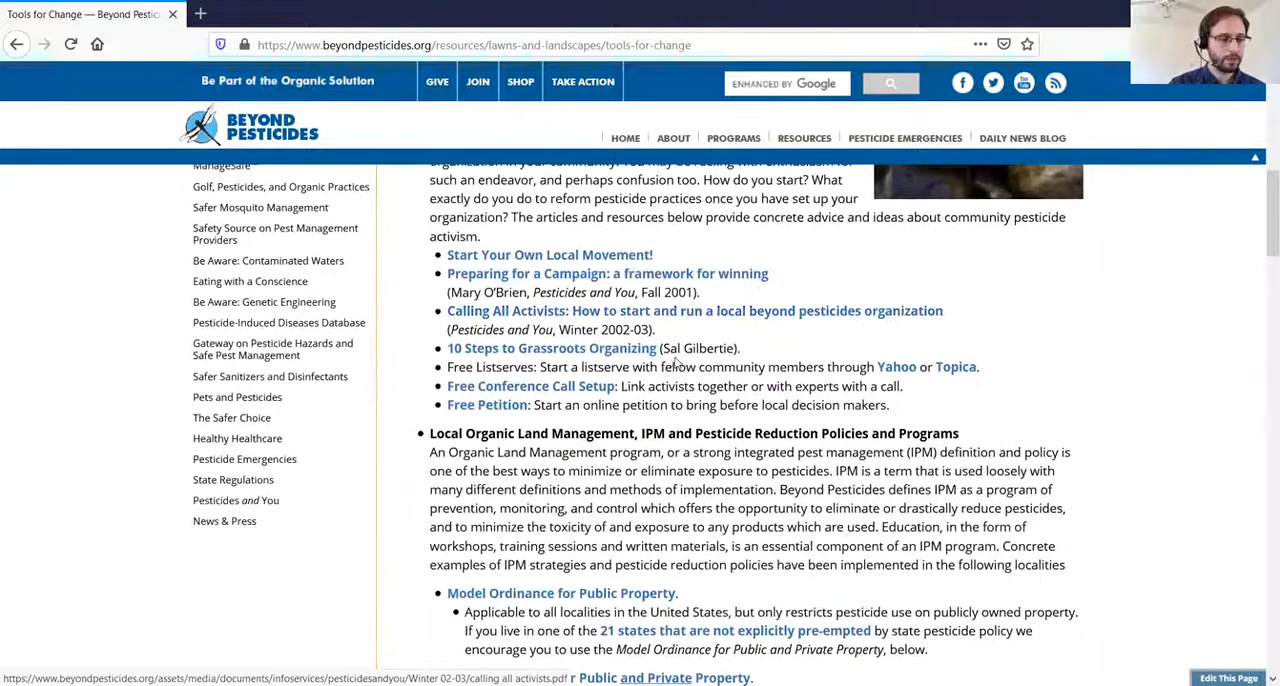 Tools for Change — Beyond Pestic
https://www.beyondpesticides.org/resources/lawns-and-landscapes/tools-for-change
Be Part of the Organic Solution
GIVE
JOIN
SHOP
TAKE ACTION
ENHANCED BY Google
BEYOND PESTICIDES
HOME
ABOUT
PROGRAMS
RESOURCES
PESTICIDE EMERGENCIES
DAILY NEWS BLOG
ManageSafe
Golf, Pesticides, and Organic Practices
Safer Mosquito Management
Safety Source on Pest Management
Providers
Be Aware: Contaminated Waters
Eating with a Conscience
Be Aware: Genetic Engineering
Pesticide-Induced Diseases Database
Gateway on Pesticide Hazards and
Safe Pest Management
Safer Sanitizers and Disinfectants
Pets and Pesticides
The Safer Choice
Healthy Healthcare
Pesticide Emergencies
State Regulations
Pesticides and You
News & Press
such an endeavor, and perhaps confusion too. How do you start? What
exactly do you do to reform pesticide practices once you have set up your
organization? The articles and resources below provide concrete advice and ideas about community pesticide
activism.
Start Your Own Local Movement!
Preparing for a Campaign: a framework for winning
(Mary O'Brien, Pesticides and You, Fall 2001).
Calling All Activists: How to start and run a local beyond pesticides organization
(Pesticides and You, Winter 2002-03).
10 Steps to Grassroots Organizing (Sal Gilbertie).
Free Listserves: Start a listserve with fellow community members through Yahoo or Topica.
Free Conference Call Setup: Link activists together or with experts with a call.
Free Petition: Start an online petition to bring before local decision makers.
Local Organic Land Management, IPM and Pesticide Reduction Policies and Programs
An Organic Land Management program, or a strong integrated pest management (IPM) definition and policy is
one of the best ways to minimize or eliminate exposure to pesticides. IPM is a term that is used loosely with
many different definitions and methods of implementation. Beyond Pesticides defines IPM as a program of
prevention, monitoring, and control which offers the opportunity to eliminate or drastically reduce pesticides,
and to minimize the toxicity of and exposure to any products which are used. Education, in the form of
workshops, training sessions and written materials, is an essential component of an IPM program. Concrete
examples of IPM strategies and pesticide reduction policies have been implemented in the following localities
Model Ordinance for Public Property.
Applicable to all localities in the United States, but only restricts pesticide use on publicly owned property.
If you live in one of the 21 states that are not explicitly pre-empted by state pesticide policy we
encourage you to use the Model Ordinance for Public and Private Property, below.
r Public and Private Property.
https://www.beyondpesticides.org/assets/media/documents/infoservices/pesticidesandyou/Winter 02-03/calling all activists.pdf
Edit This Page